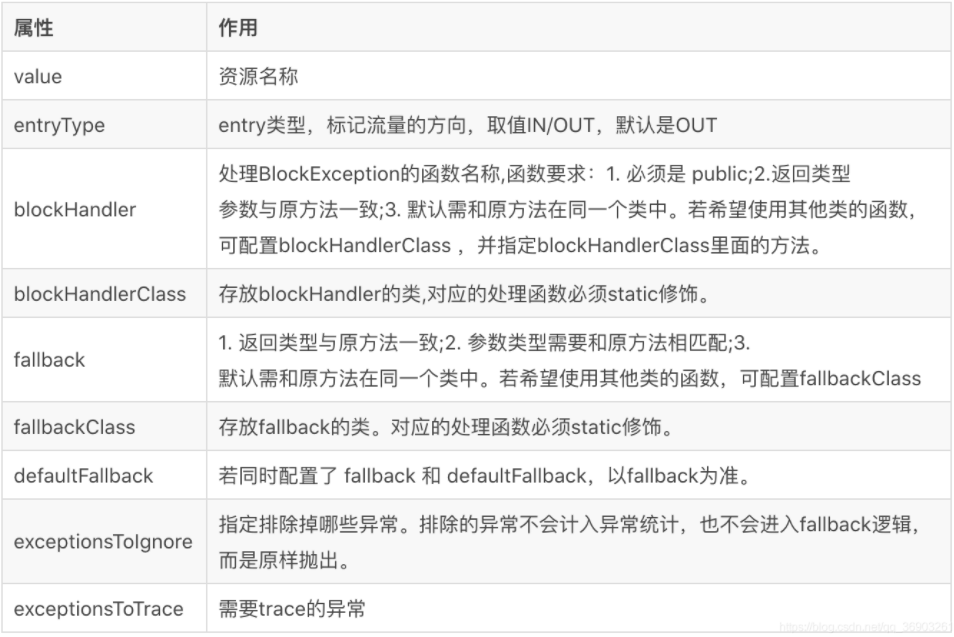 属性 作用
value 资源名称
entryType entry类型，标记流量的方向，取值IN/OUT，默认是OUT
blockHandler 处理BlockException的函数名称,函数要求：1. 必须是 public;2.返回类型
参数与原方法一致;3. 默认需和原方法在同一个类中。若希望使用其他类的函数，
可配置blockHandlerClass ，并指定blockHandlerClass里面的方法。
blockHandlerClass 存放blockHandler的类,对应的处理函数必须static修饰。
fallback 1. 返回类型与原方法一致;2. 参数类型需要和原方法相匹配;3.
默认需和原方法在同一个类中。若希望使用其他类的函数，可配置fallbackClass
fallbackClass 存放fallback的类。对应的处理函数必须static修饰。
defaultFallback 若同时配置了 fallback 和 defaultFallback，以fallback为准。
exceptionsToIgnore 指定排除掉哪些异常。排除的异常不会计入异常统计，也不会进入fallback逻辑，
而是原样抛出。
exceptionsToTrace 需要trace的异常